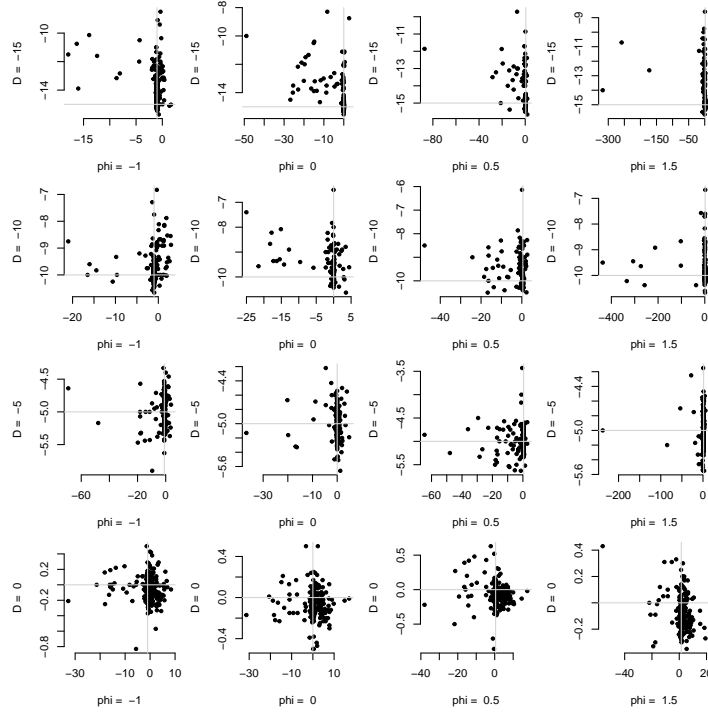 D = −15
−14 −10
−15 −5 0
phi = −1
D = −15
−14 −12 −10 −8
−50 −30 −10 0
phi = 0
D = −15
−15 −13 −11 −9 −7
−80 −40 0
phi = 0.5
D = −15
−15 −13 −11 −9
−300 −150 −50
phi = 1.5
D = −10
−10 −9 −8 −7
−20 −10 0
phi = −1
D = −10
−10 −8
−25 −15 −5 5
phi = 0
D = −10
−10 −9 −8 −7 −6
−60 −40 −20 0
phi = 0.5
D = −10
−10 −9 −8 −7
−400 −200 0
phi = 1.5
D = −5
−5.5 −4.5
−60 −20 0
phi = −1
D = −5
−5.6 −5.0 −4.4
−30 −10 0
phi = 0
D = −5
−5.5 −4.5 −3.5
−60 −40 −20 0
phi = 0.5
D = −5
−5.6 −5.0 −4.4
−200 −100 0
phi = 1.5
D = 0
−0.8 −0.2 0.2
−30 −10 0 10
phi = −1
D = 0
−0.4 0.0 0.4
−30 −10 10
phi = 0
D = 0
−0.5 0.0 0.5
−40 −20 0
phi = 0.5
D = 0
−0.2 0.2
−40 0 20
phi = 1.5